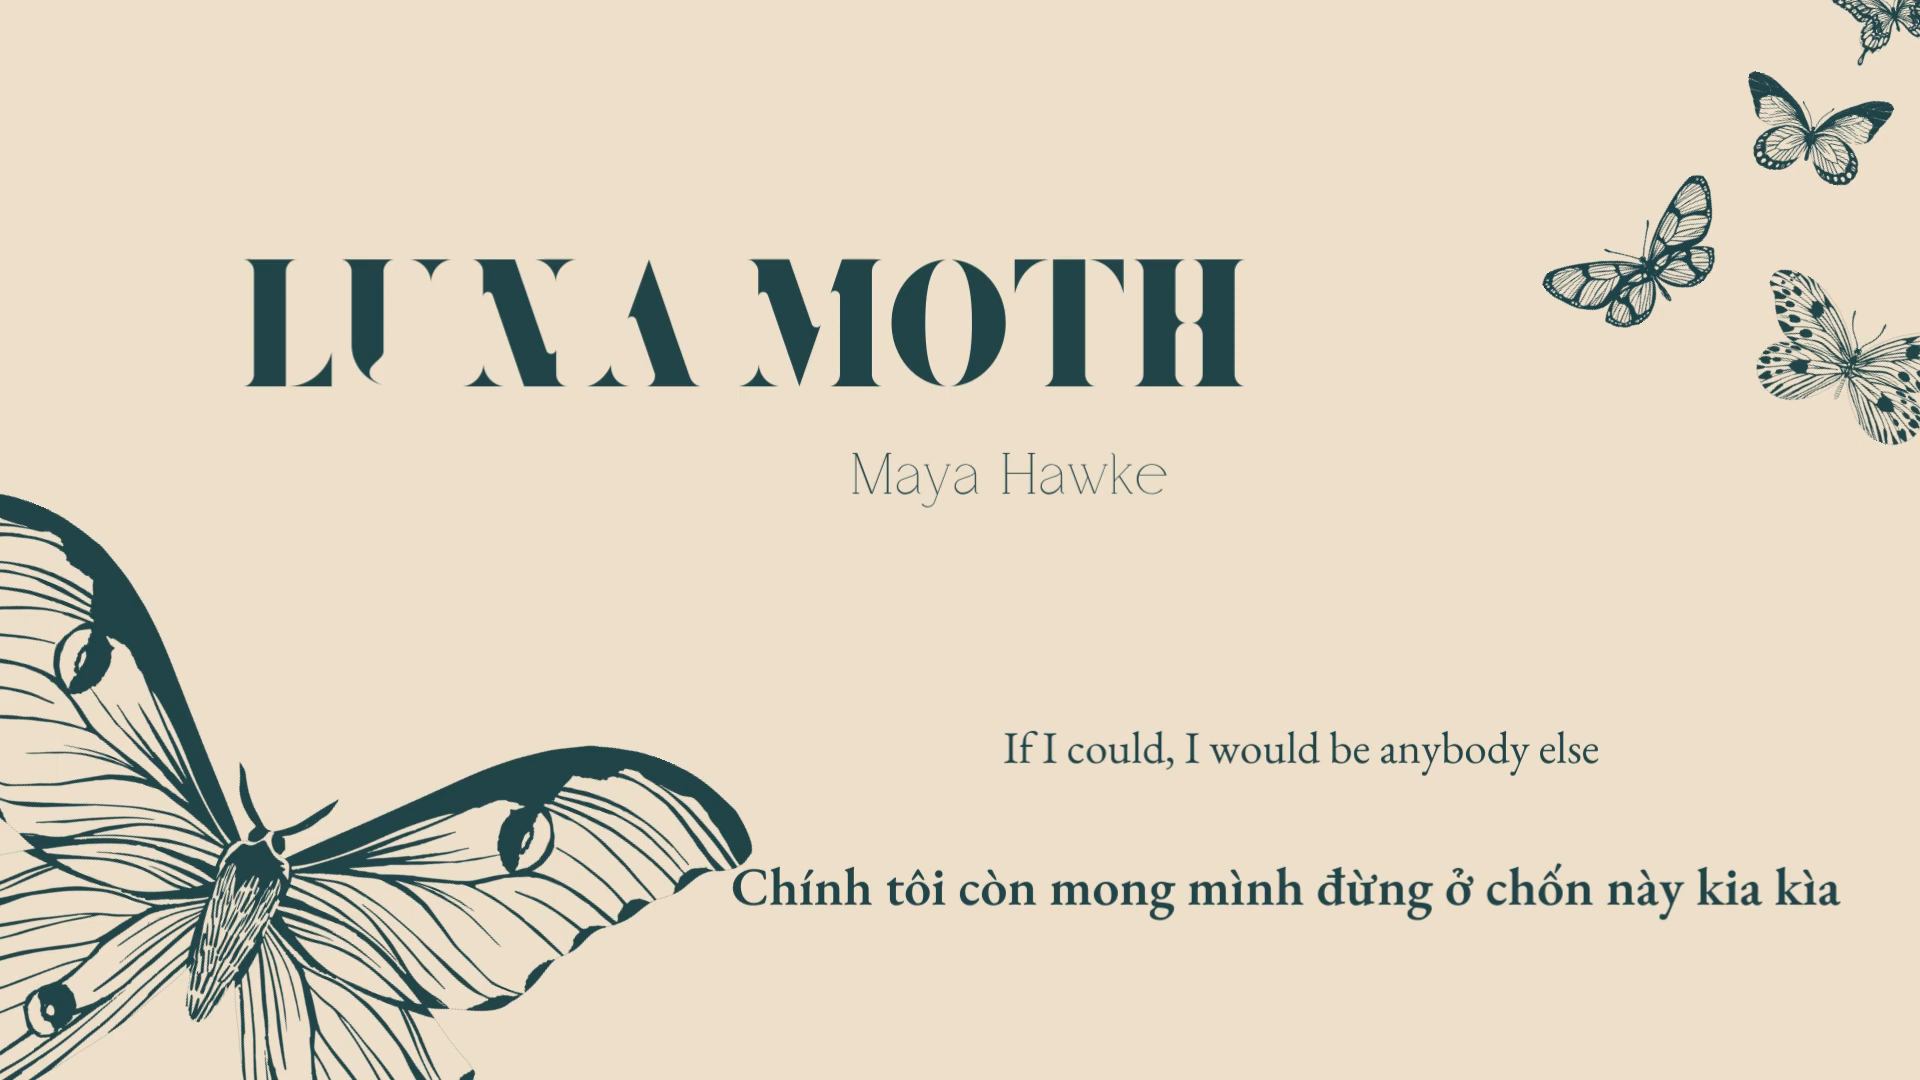 LUNA MOTH
Maya Hawke
If I could, I would be anybody else
Chính tôi còn mong mình đừng ở chốn này kia kìa